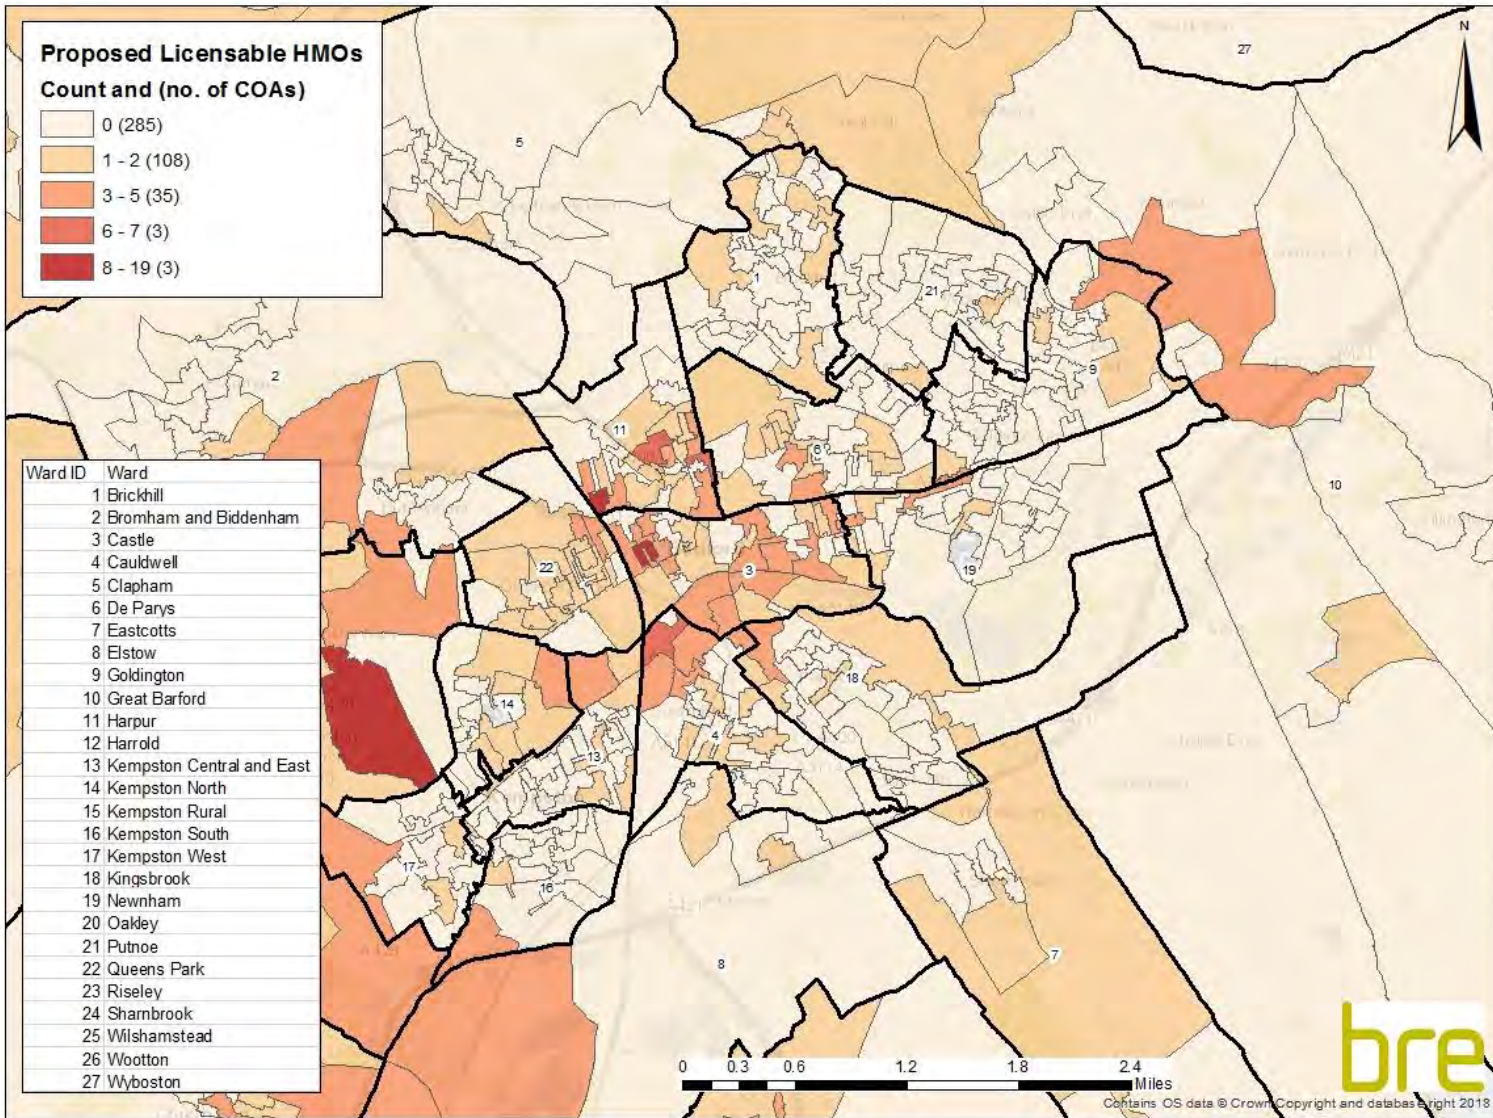 Proposed Licensable HMOs
Count and (no. of COAs)
0 (285)
1 - 2 (108)
3 - 5 (35)
6 - 7 (3)
8 - 19 (3)
N
27
5
1
21
2
9
11
6
10
22
3
19
14
18
4
13
17
16
8
7
Ward ID Ward
1 Brickhill
2 Bromham and Biddenham
3 Castle
4 Cauldwell
5 Clapham
6 De Parys
7 Eastcotts
8 Elstow
9 Goldington
10 Great Barford
11 Harpur
12 Harrold
13 Kempston Central and East
14 Kempston North
15 Kempston Rural
16 Kempston South
17 Kempston West
18 Kingsbrook
19 Newnham
20 Oakley
21 Putnoe
22 Queens Park
23 Riseley
24 Sharnbrook
25 Wilshamstead
26 Wootton
27 Wyboston
0 0.3 0.6 1.2 1.8 2.4
Miles
bre
Contains OS data © Crown Copyright and database right 2018